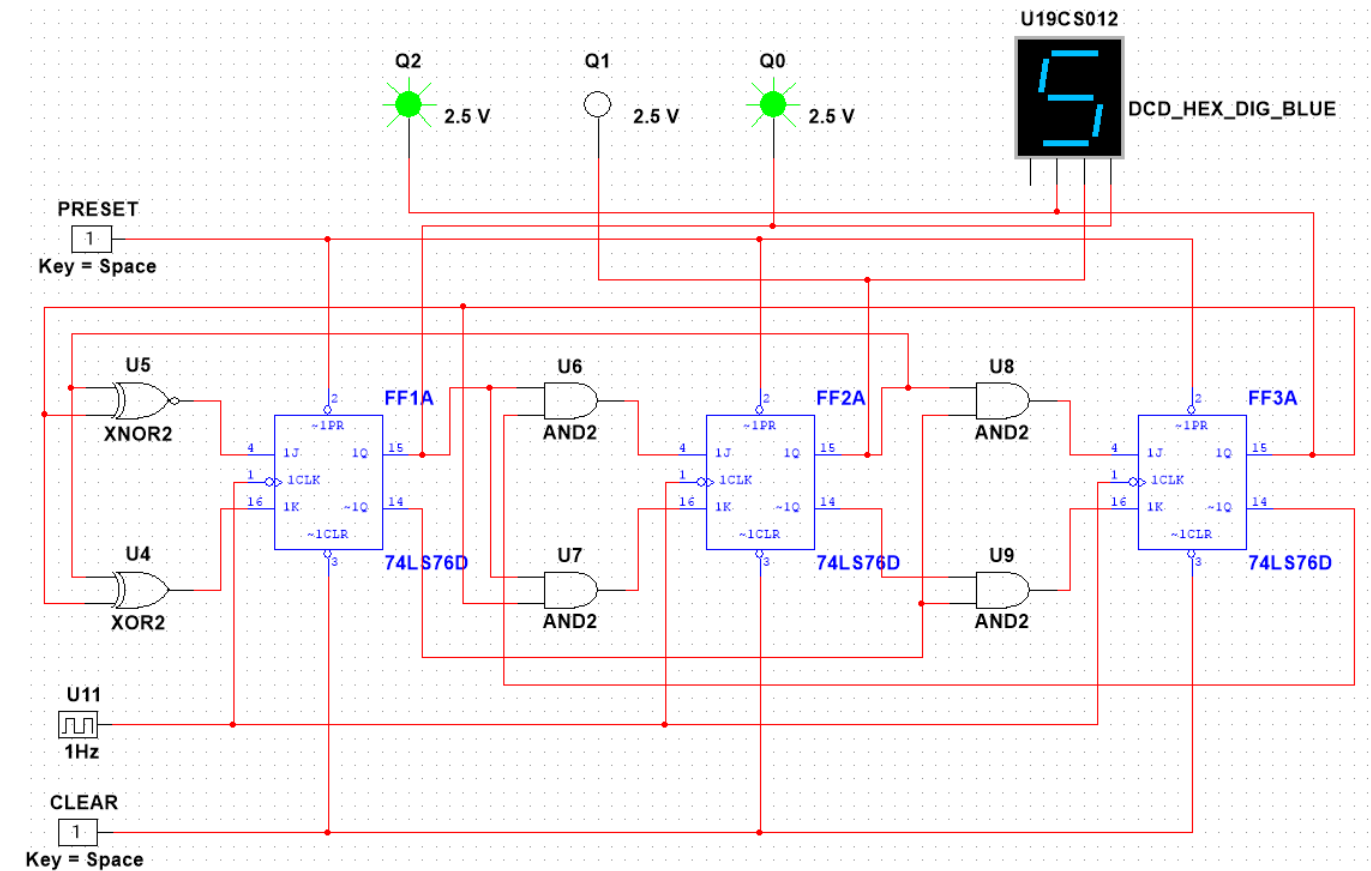 U19CS012
Q2
Q1
Q0
2.5 V
2.5 V
2.5 V
DCD_HEX_DIG_BLUE
5
PRESET
1
Key = Space
U5
XNOR2
U6
AND2
U8
AND2
FF1A
2
~1PR
4
1J
1Q
15
1
1CLK
16
1K
~1Q
14
~1CLR
3
74LS76D
FF2A
2
~1PR
4
1J
1Q
15
1
1CLK
16
1K
~1Q
14
~1CLR
3
74LS76D
FF3A
2
~1PR
4
1J
1Q
15
1
1CLK
16
1K
~1Q
14
~1CLR
3
74LS76D
U4
XOR2
U7
AND2
U9
AND2
U11
1Hz
CLEAR
1
Key = Space